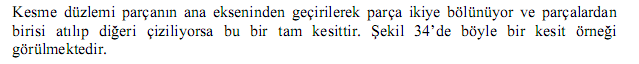 Kesme düzlemi parçanın ana ekseninden geçirilerek parça ikiye bölünüyor ve parçalardan
birisi atılıp diğeri çiziliyorsa bu bir tam kesittir. Şekil 34’de böyle bir kesit örneği
görülmektedir.